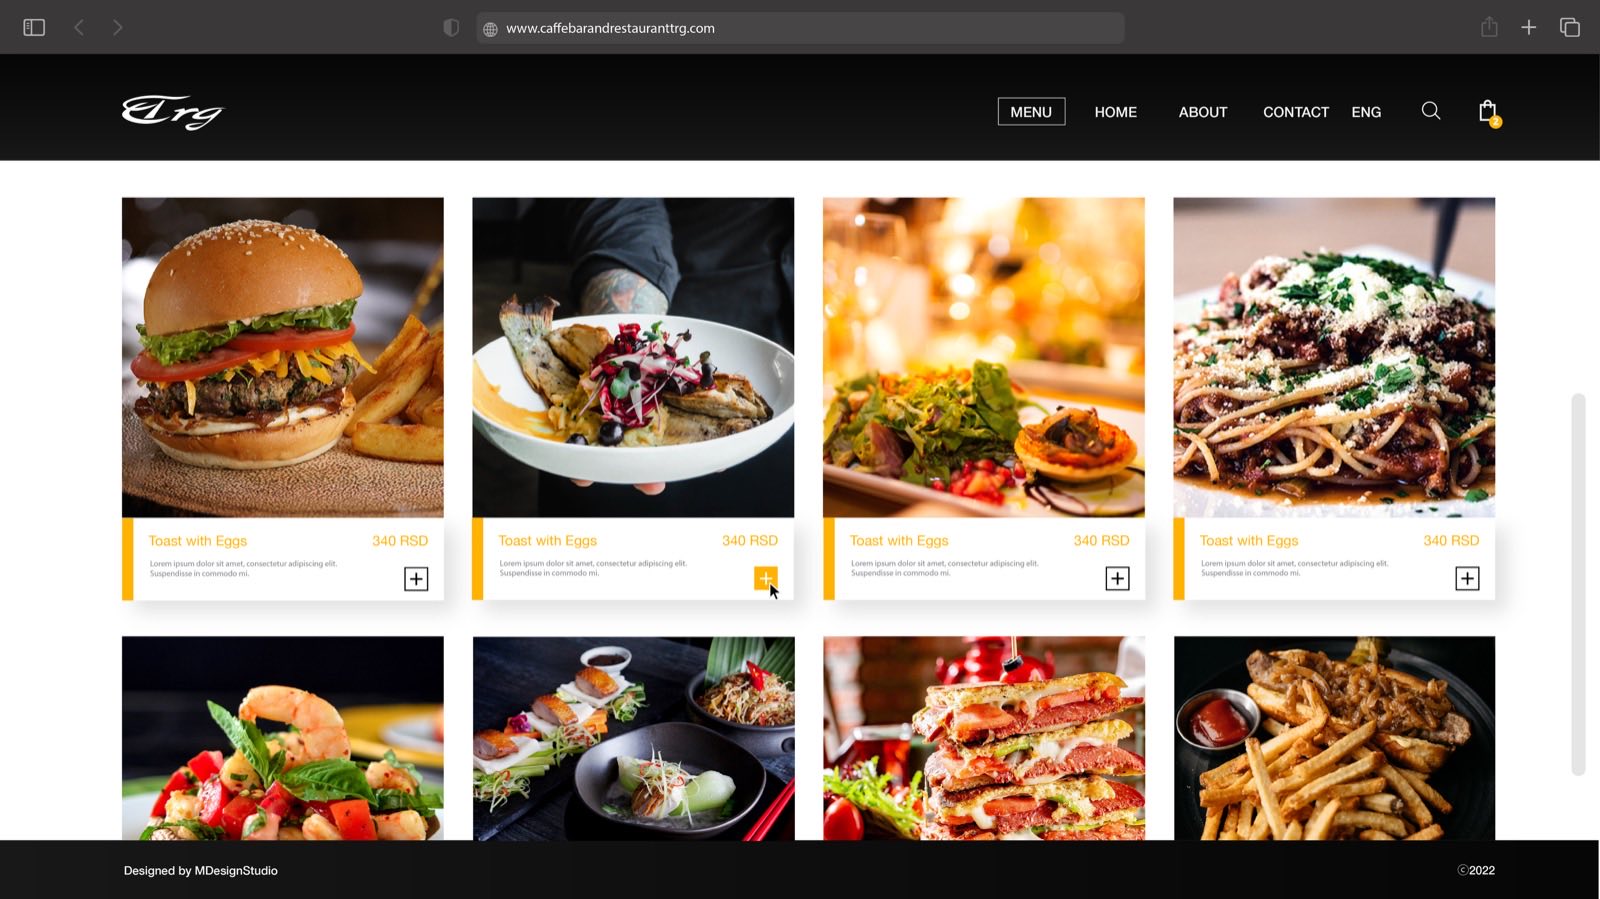 www.caffebarandrestauranttrg.com
Trg
MENU HOME ABOUT CONTACT ENG
2
Toast with Eggs 340 RSD
Lorem ipsum dolor sit amet, consectetur adipiscing elit.
Suspendisse in commodo mi.
Toast with Eggs 340 RSD
Lorem ipsum dolor sit amet, consectetur adipiscing elit.
Suspendisse in commodo mi.
Toast with Eggs 340 RSD
Lorem ipsum dolor sit amet, consectetur adipiscing elit.
Suspendisse in commodo mi.
Toast with Eggs 340 RSD
Lorem ipsum dolor sit amet, consectetur adipiscing elit.
Suspendisse in commodo mi.
Designed by MDesignStudio
©2022